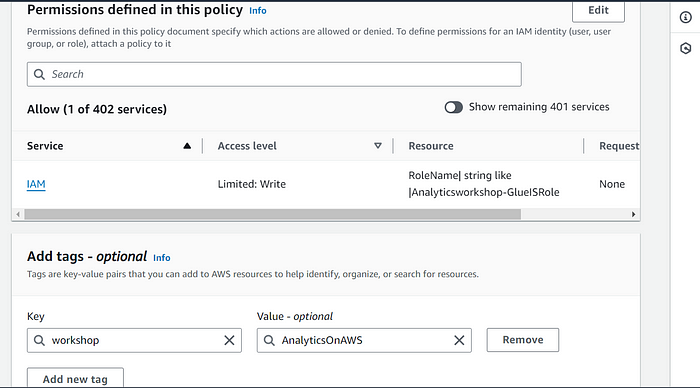 Permissions defined in this policy Info
Edit
Permissions defined in this policy document specify which actions are allowed or denied. To define permissions for an IAM identity (user, user
group, or role), attach a policy to it
Search
Allow (1 of 402 services)
Show remaining 401 services
Service
Access level
Resource
Request
IAM
Limited: Write
RoleName| string like
|Analyticsworkshop-GlueISRole
None
Add tags - optional Info
Tags are key-value pairs that you can add to AWS resources to help identify, organize, or search for resources.
Key
Value - optional
workshop
AnalyticsOnAWS
Remove
Add new tag